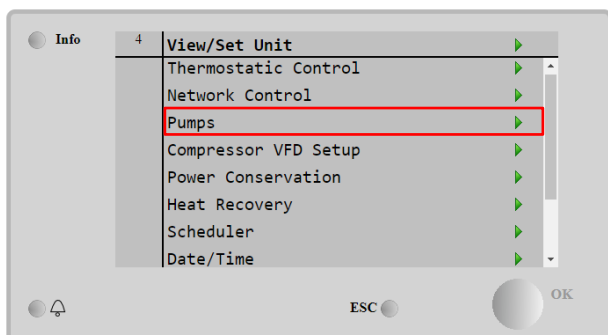 Info
4 View/Set Unit
Thermostatic Control
Network Control
Pumps
Compressor VFD Setup
Power Conservation
Heat Recovery
Scheduler
Date/Time
ESC
OK